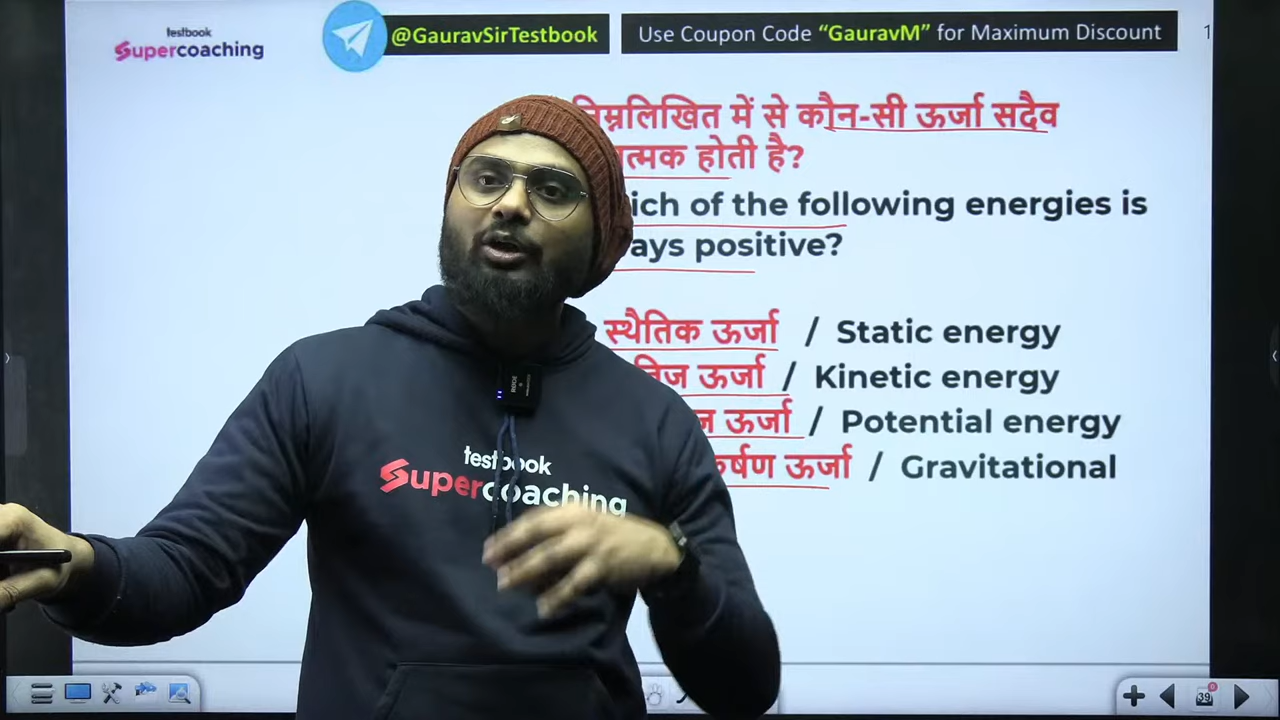 testbook
Supercoaching
@GauravSirTestbook
Use Coupon Code “GauravM” for Maximum Discount
में से कौन-सी ऊर्जा सदैव
होती है?
of the following energies is
positive?
स्थैतिक ऊर्जा / Static energy
ऊर्जा / Kinetic energy
ऊर्जा / Potential energy
ऊर्जा / Gravitational
testbook
Supercoaching
39